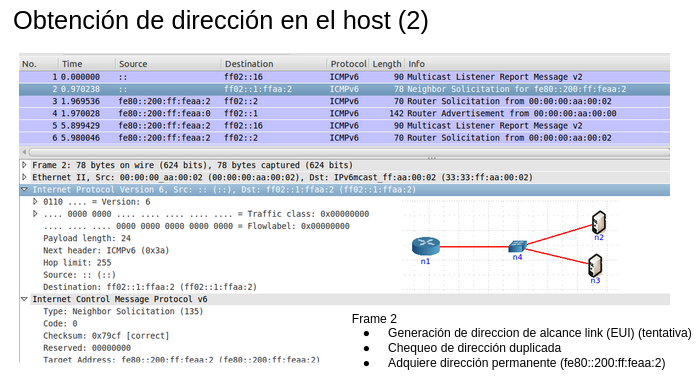 Obtención de dirección en el host (2)
No. Time Source Destination Protocol Length Info
1 0.000000 :: ff02::16 ICMPv6 90 Multicast Listener Report Message v2
2 0.970238 :: ff02::1:ffaa:2 ICMPv6 78 Neighbor Solicitation for fe80::200:ff:feaa:2
3 1.969536 fe80::200:ff:feaa:2 ff02::2 ICMPv6 70 Router Solicitation from 00:00:00:aa:00:02
4 1.970028 fe80::200:ff:feaa:0 ff02::1 ICMPv6 142 Router Advertisement from 00:00:00:aa:00:00
5 5.899429 fe80::200:ff:feaa:2 ff02::16 ICMPv6 90 Multicast Listener Report Message v2
6 5.980046 fe80::200:ff:feaa:2 ff02::2 ICMPv6 70 Router Solicitation from 00:00:00:aa:00:02
Frame 2: 78 bytes on wire (624 bits), 78 bytes captured (624 bits)
Ethernet II, Src: 00:00:00_aa:00:02 (00:00:00:aa:00:02), Dst: IPv6mcast_ff:aa:00:02 (33:33:ff:aa:00:02)
Internet Protocol Version 6, Src: :: (::), Dst: ff02::1:ffaa:2 (ff02::1:ffaa:2)
0110 .... = Version: 6
.... 0000 0000 .... .... .... .... .... = Traffic class: 0x00000000
.... .... .... 0000 0000 0000 0000 0000 = Flowlabel: 0x00000000
Payload length: 24
Next header: ICMPv6 (0x3a)
Hop limit: 255
Source: :: (::)
Destination: ff02::1:ffaa:2 (ff02::1:ffaa:2)
Internet Control Message Protocol v6
Type: Neighbor Solicitation (135)
Code: 0
Checksum: 0x79cf [correct]
Reserved: 00000000
Target Address: fe80::200:ff:feaa:2 (fe80::200:ff:feaa:2)
n1
n4
n2
n3
Frame 2
● Generación de direccion de alcance link (EUI) (tentativa)
● Chequeo de dirección duplicada
● Adquiere dirección permanente (fe80::200:ff:feaa:2)